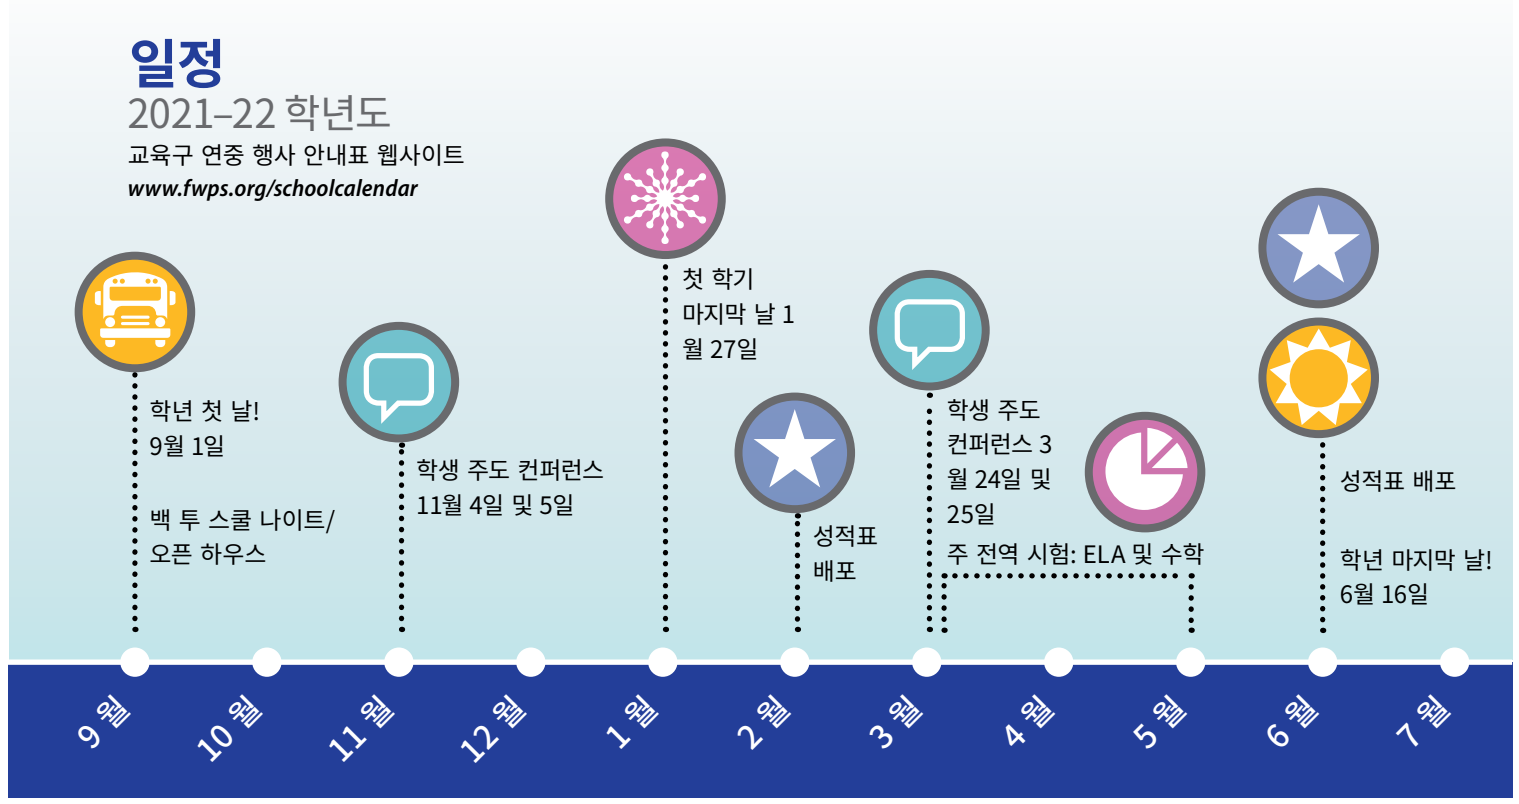 일정
2021–22 학년도
교육구 연중 행사 안내표 웹사이트
www.fwps.org/schoolcalendar
학년 첫 날!
9월 1일
백 투 스쿨 나이트/
오픈 하우스
학생 주도 컨퍼런스
11월 4일 및 5일
첫 학기
마지막 날 1
월 27일
성적표
배포
학생 주도
컨퍼런스 3
월 24일 및
25일
주 전역 시험: ELA 및 수학
성적표 배포
학년 마지막 날!
6월 16일
9 월
10 월
11 월
12 월
1 월
2 월
3 월
4 월
5 월
6 월
7 월